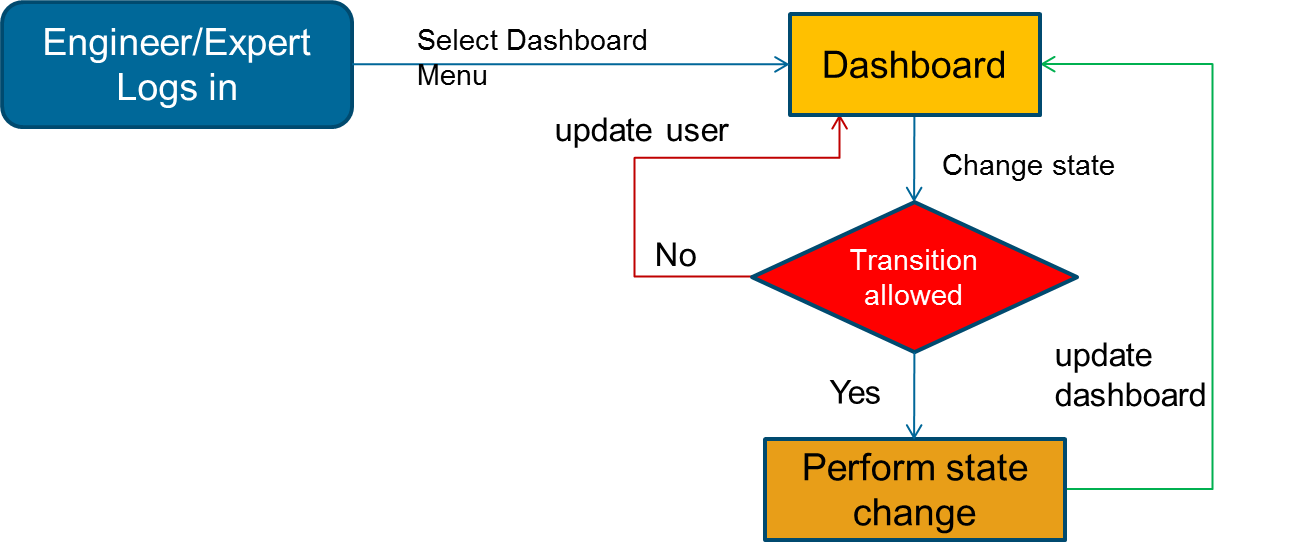 Engineer/Expert
Logs in
Select Dashboard
Menu
Dashboard
update user
Change state
No
Transition
allowed
update
dashboard
Yes
Perform state
change